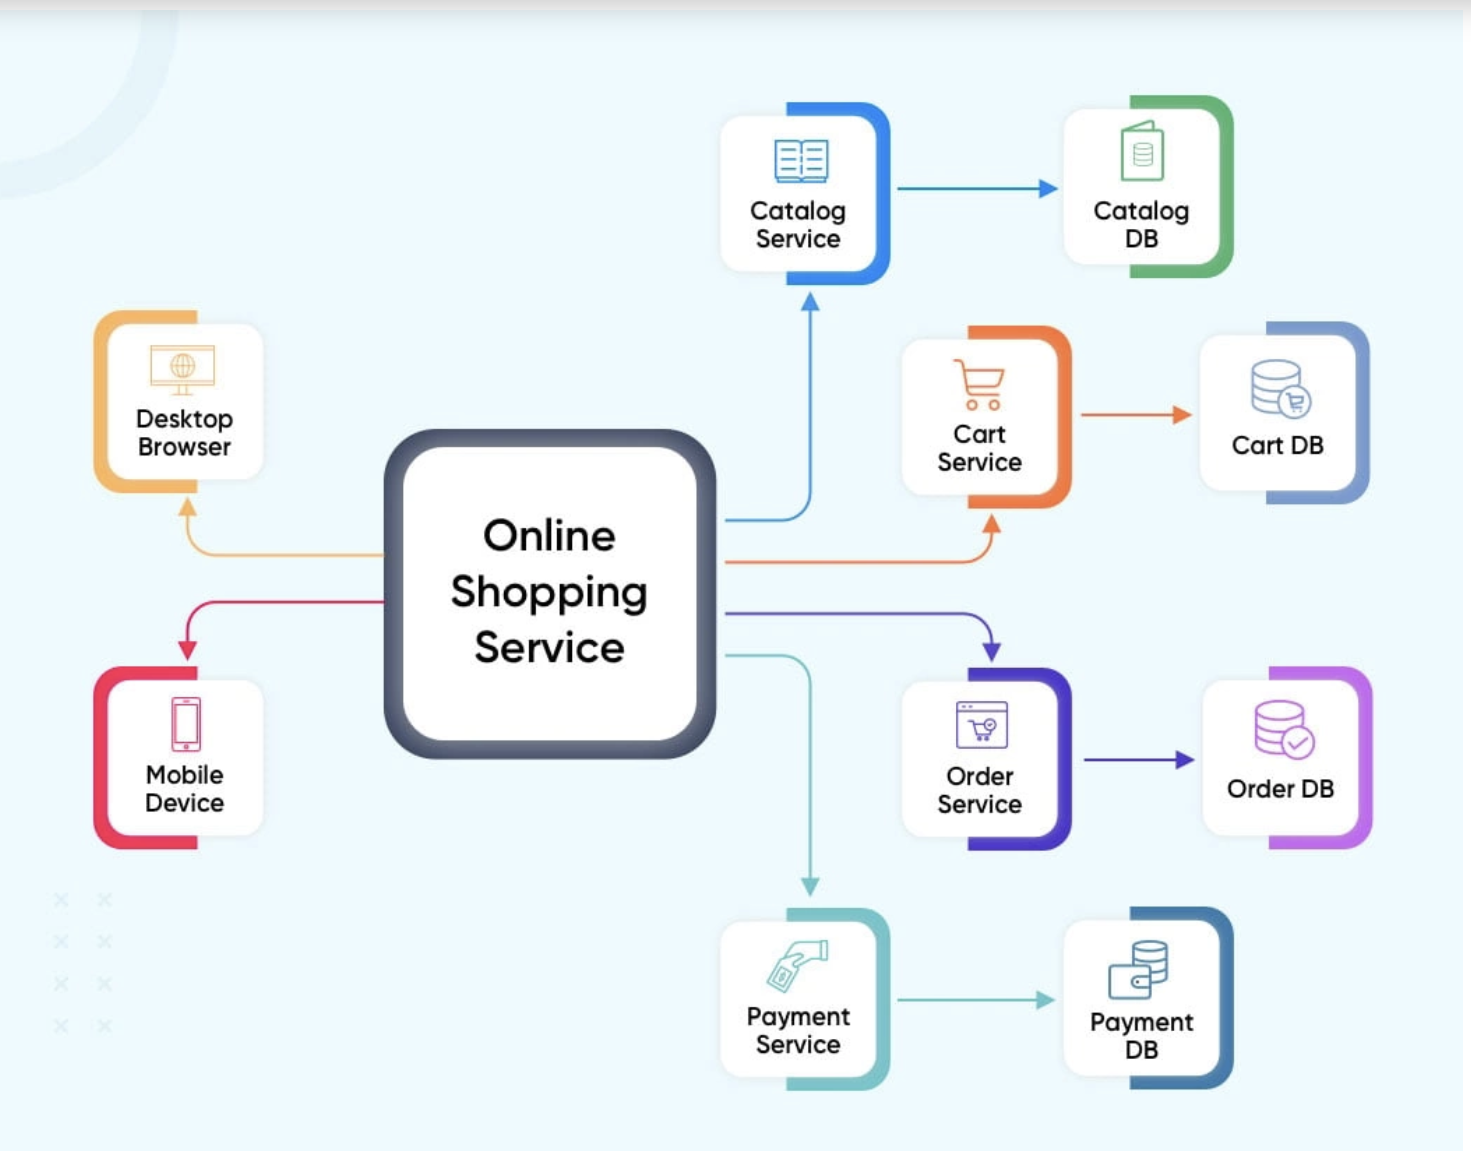 Catalog
Service
Catalog
DB
Desktop
Browser
Cart
Service
Cart DB
Online
Shopping
Service
Mobile
Device
Order
Service
Order DB
Payment
Service
Payment
DB